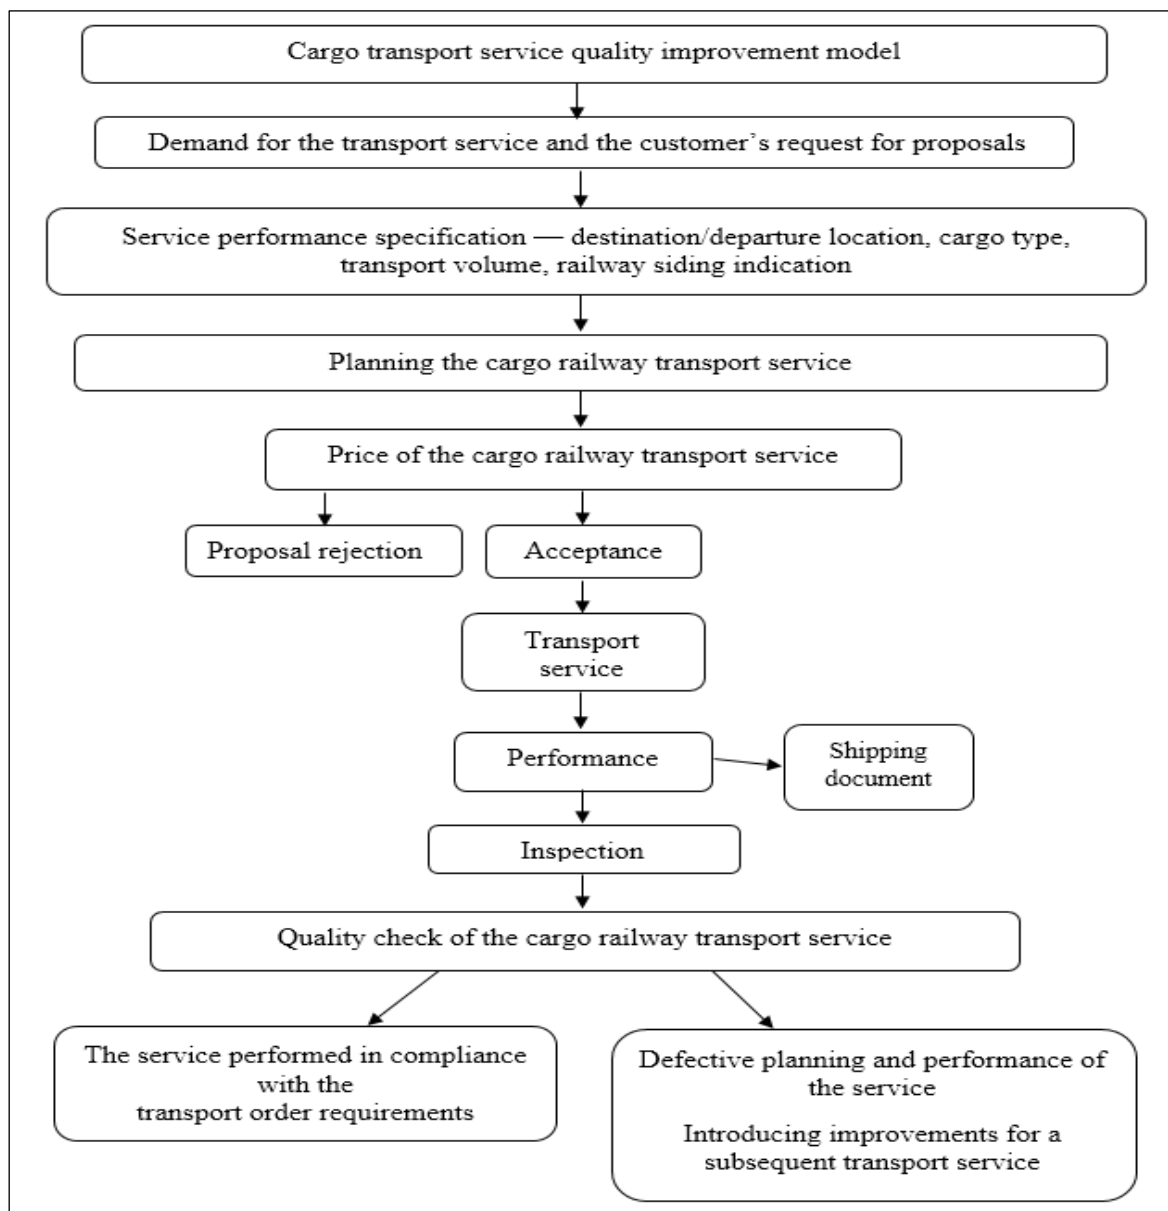 Cargo transport service quality improvement model
Demand for the transport service and the customer’s request for proposals
Service performance specification — destination/departure location, cargo type,
transport volume, railway siding indication
Planning the cargo railway transport service
Price of the cargo railway transport service
Proposal rejection
Acceptance
Transport
service
Performance
Shipping
document
Inspection
Quality check of the cargo railway transport service
The service performed in compliance
with the
transport order requirements
Defective planning and performance of
the service
Introducing improvements for a
subsequent transport service